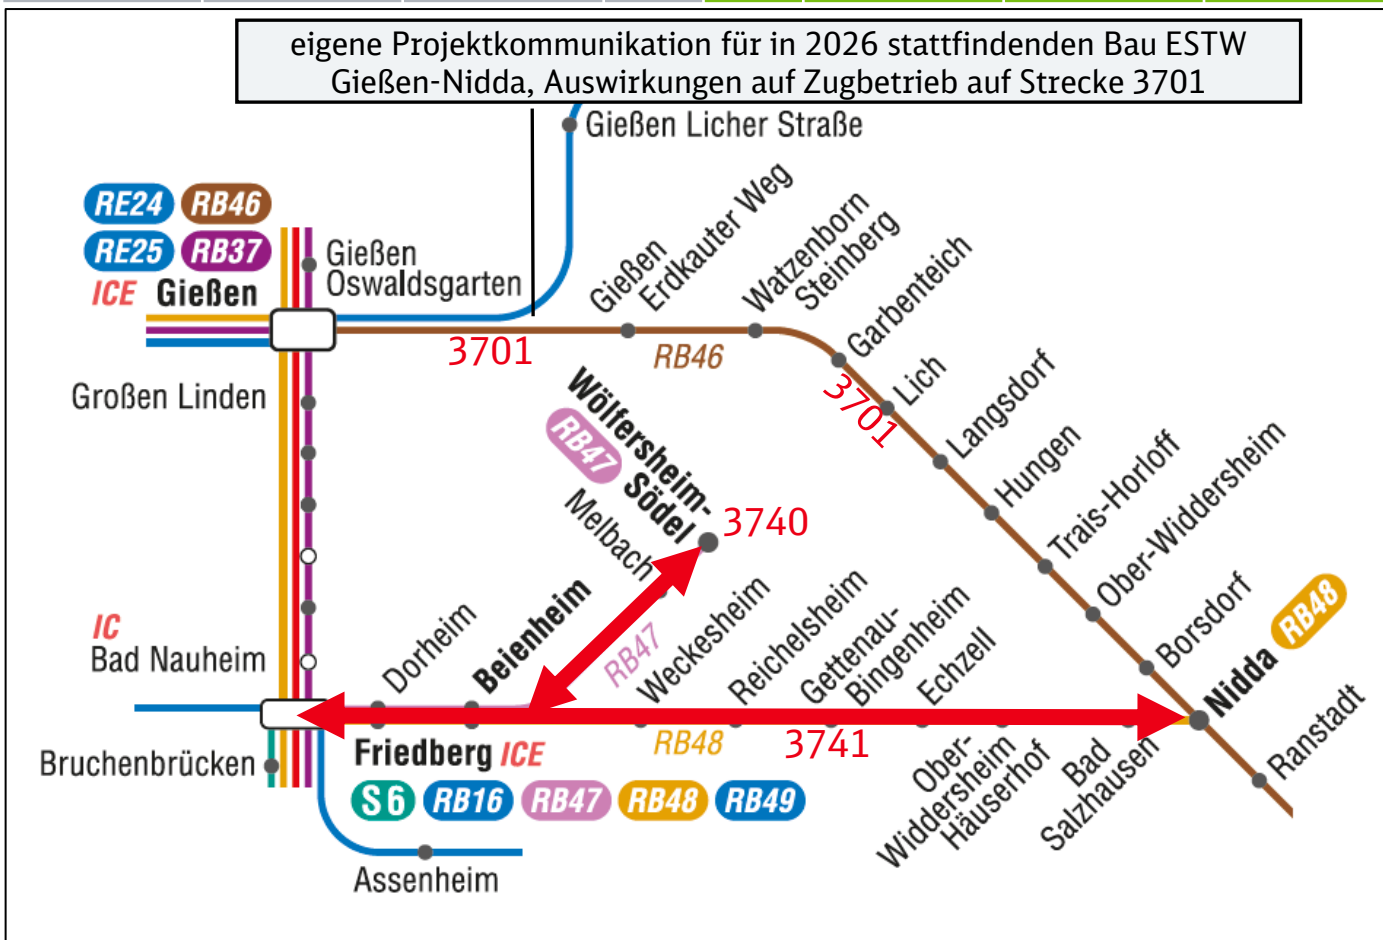 eigene Projektkommunikation für in 2026 stattfindenden Bau ESTW
Gießen-Nidda, Auswirkungen auf Zugbetrieb auf Strecke 3701
Gießen Licher Straße
RE24 RB46
RE25 RB37
ICE Gießen
Gießen
Oswaldsgarten
Gießen
Erdkauter Weg
Watzenborn
Steinberg
Garbenteich
Lich
Langsdorf
Hungen
Trais-Horloff
Ober-Widdersheim
Borsdorf
Nidda RB48
Ranstadt
3701
RB46
3701
Großen Linden
Wölfersheim-
Södel
RB47
3740
Melbach
RB47
IC
Bad Nauheim
Dorheim
Beienheim
Weckesheim
Reichelsheim
Gettenau-
Bingenheim
Echzell
Ober-
Widdersheim
Häuserhof
Bad
Salzhausen
RB48
3741
Bruchenbrücken
Friedberg ICE
S6 RB16 RB47 RB48 RB49
Assenheim